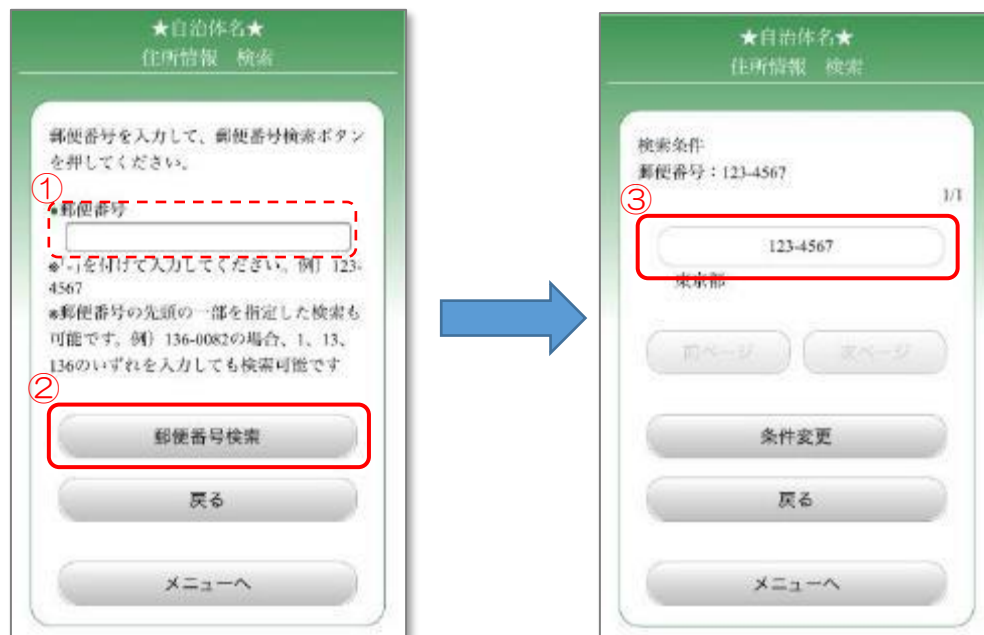 ★自治体名★
住所情報 検索
郵便番号を入力して、郵便番号検索ボタン
を押してください。
①
※郵便番号
※「-」を付けて入力してください。例）123-
4567
※郵便番号の先頭の一部を指定した検索も
可能です。例）136-0082の場合、1、13、
136のいずれを入力しても検索可能です
②
郵便番号検索
戻る
メニューへ
★自治体名★
住所情報 検索
検索条件
郵便番号：123-4567
1/1
③
123-4567
東京都
前ページ
次ページ
条件変更
戻る
メニューへ